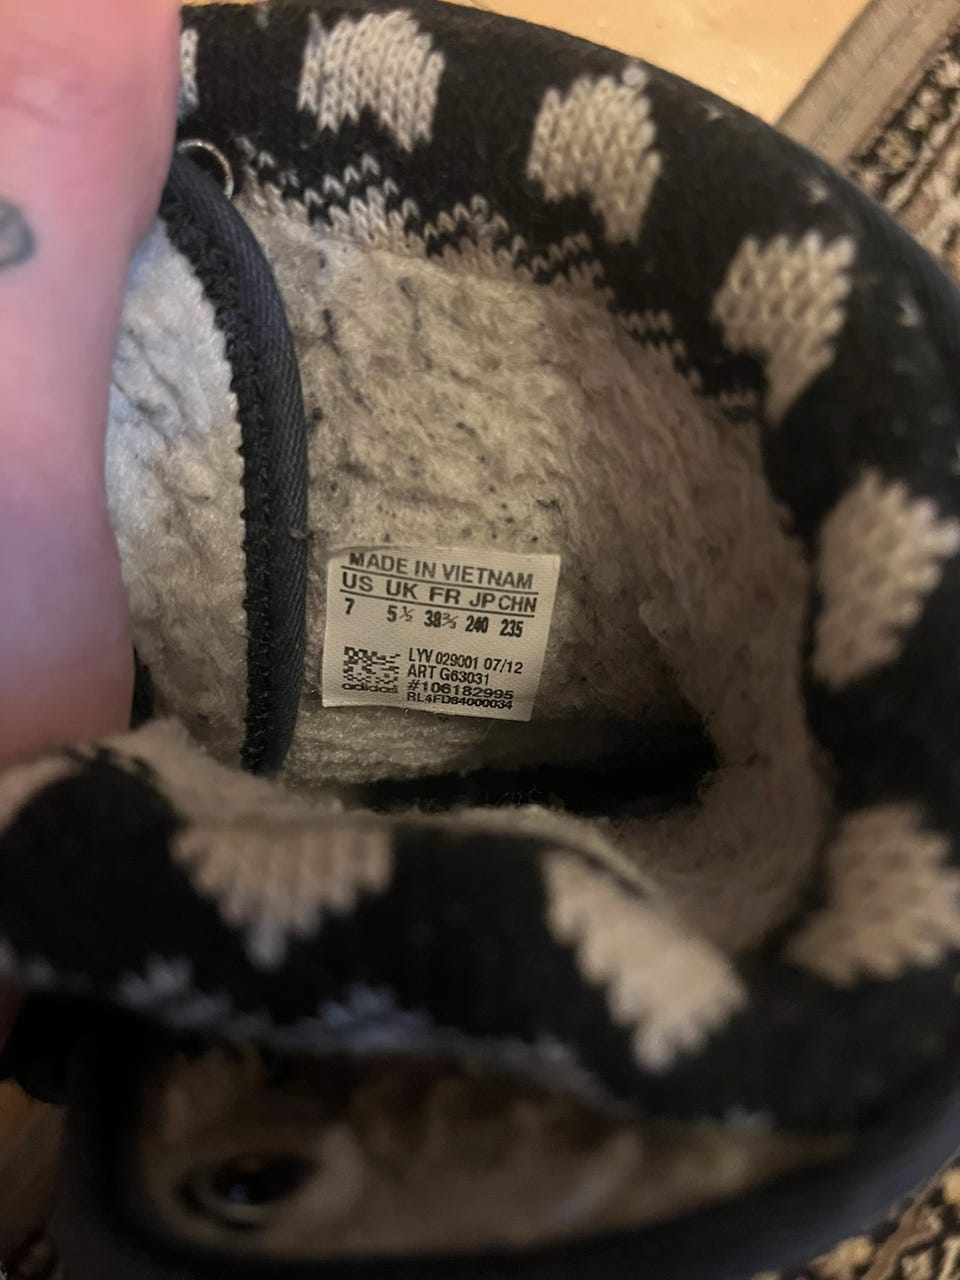 MADE IN VIETNAM
US UK FR JP CHN
7 5½ 38⅔ 240 235
LYV 029001 07/12
ART G63031
#106182995
adidas RL4FD84000034